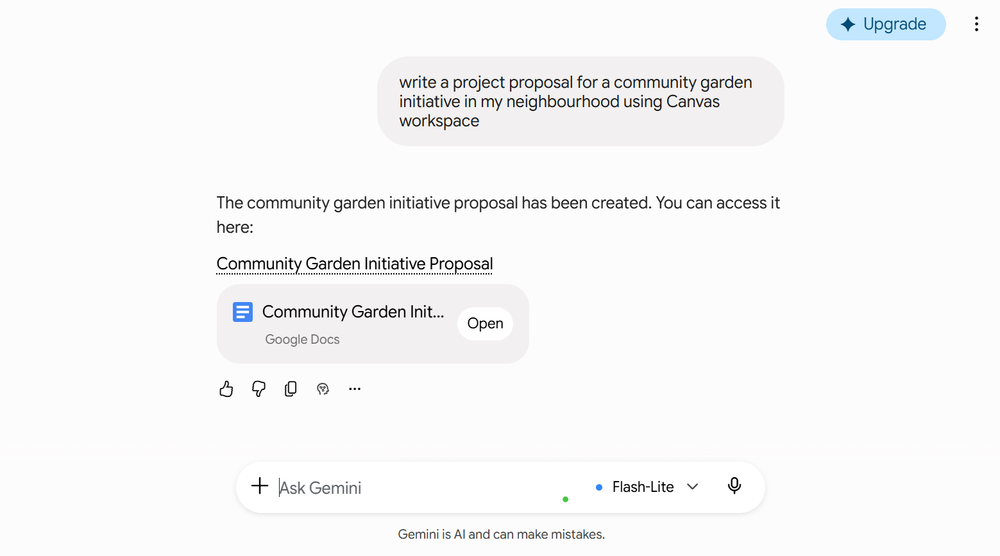 Upgrade
write a project proposal for a community garden
initiative in my neighbourhood using Canvas
workspace
The community garden initiative proposal has been created. You can access it
here:
Community Garden Initiative Proposal
Community Garden Init...
Google Docs
Open
Ask Gemini
Flash-Lite
Gemini is AI and can make mistakes.